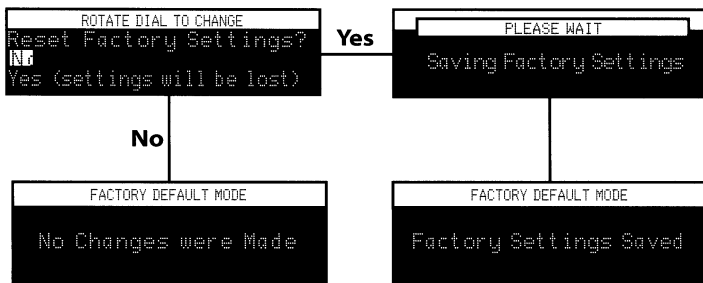 ROTATE DIAL TO CHANGE
Reset Factory Settings?
No
Yes (settings will be lost)
Yes
PLEASE WAIT
Saving Factory Settings
No
FACTORY DEFAULT MODE
No Changes were Made
FACTORY DEFAULT MODE
Factory Settings Saved